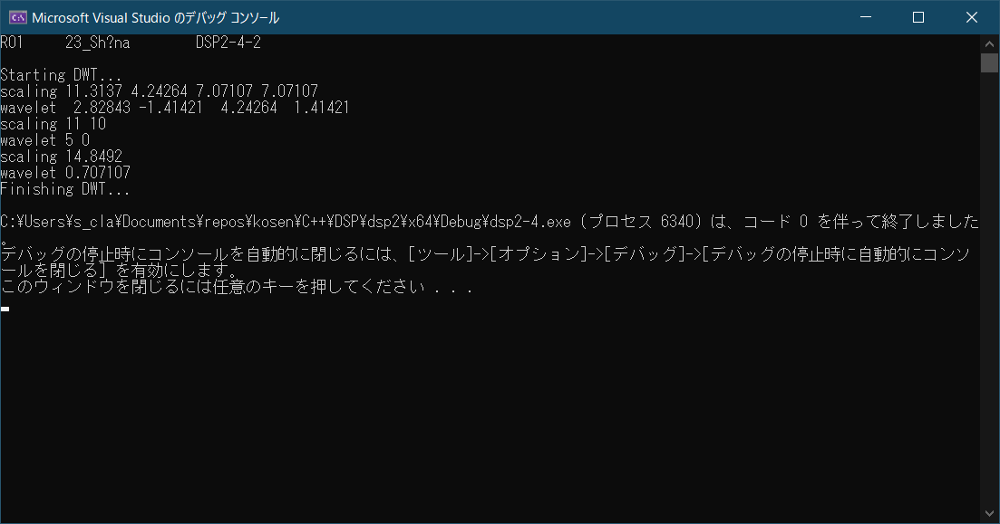 Microsoft Visual Studio のデバッグ コンソール
R01     23_Sh?na        DSP2-4-2
Starting DWT...
scaling 11.3137 4.24264 7.07107 7.07107
wavelet  2.82843 -1.41421  4.24264  1.41421
scaling 11 10
wavelet 5 0
scaling 14.8492
wavelet 0.707107
Finishing DWT...
C:¥Users¥s_cla¥Documents¥repos¥kosen¥C++¥DSP¥dsp2¥x64¥Debug¥dsp2-4.exe (プロセス 6340) は、コード 0 を伴って終了しました
。
デバッグの停止時にコンソールを自動的に閉じるには、[ツール]->[オプション]->[デバッグ]->[デバッグの停止時に自動的にコンソ
ールを閉じる] を有効にします。
このウィンドウを閉じるには任意のキーを押してください . . .